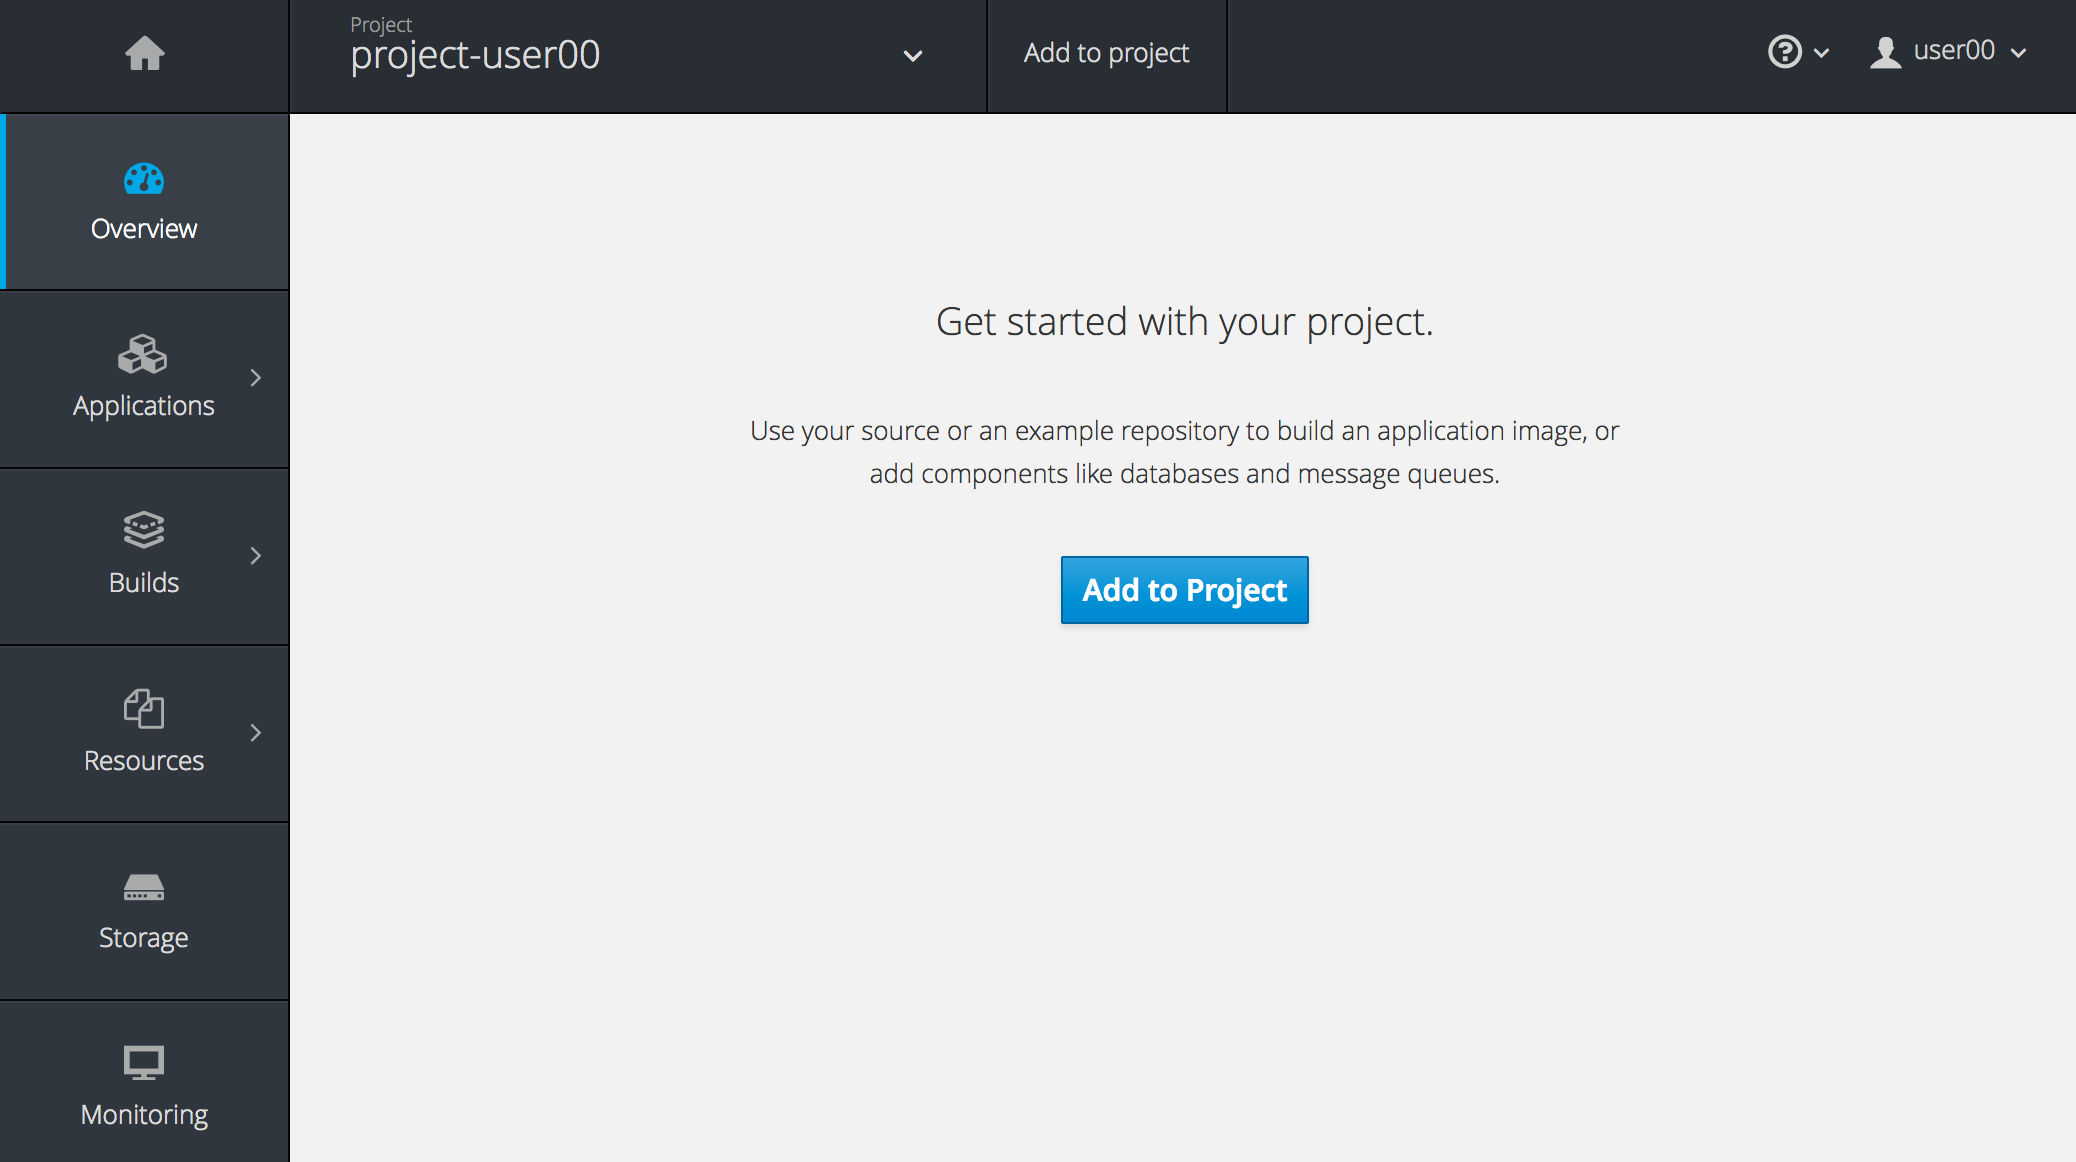 Project
project-user00
Add to project
user00
Overview
Applications
Builds
Resources
Storage
Monitoring
Get started with your project.
Use your source or an example repository to build an application image, or
add components like databases and message queues.
Add to Project